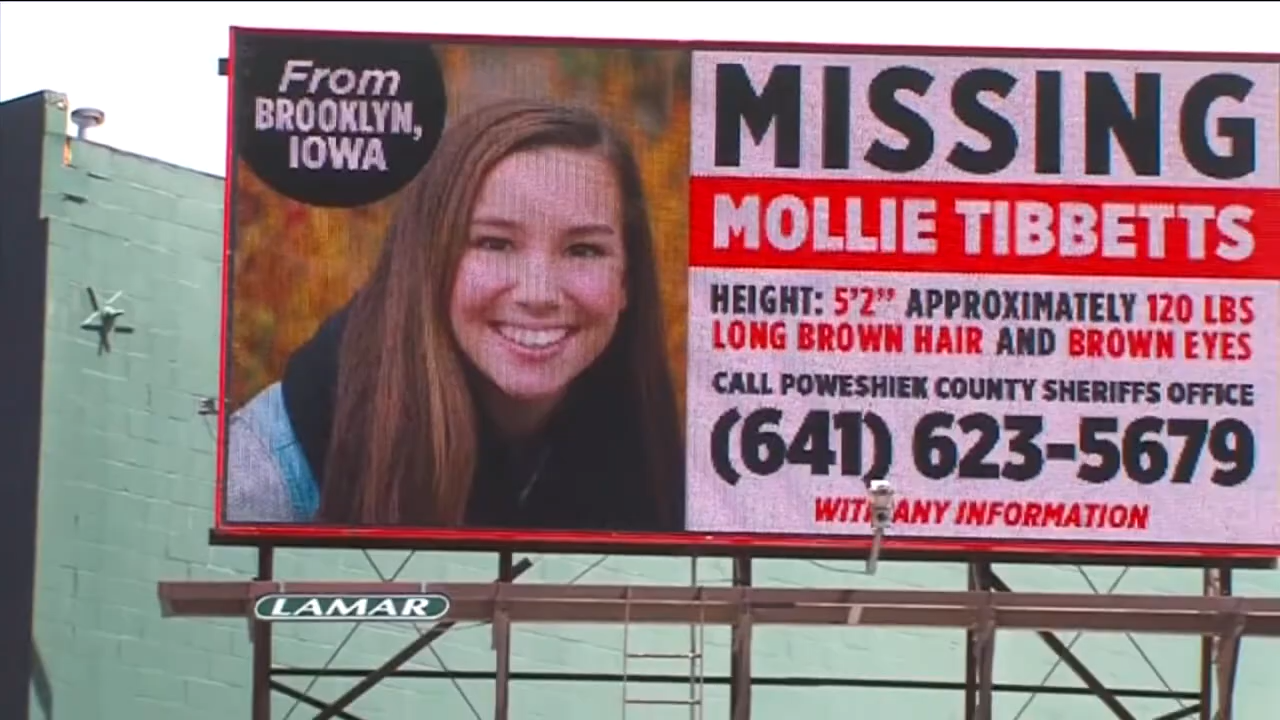 From
BROOKLYN,
IOWA
MISSING
MOLLIE TIBBETTS
HEIGHT: 5'2" APPROXIMATELY 120 LBS
LONG BROWN HAIR AND BROWN EYES
CALL POWESHIEK COUNTY SHERIFFS OFFICE
(641) 623-5679
WITH ANY INFORMATION
LAMAR